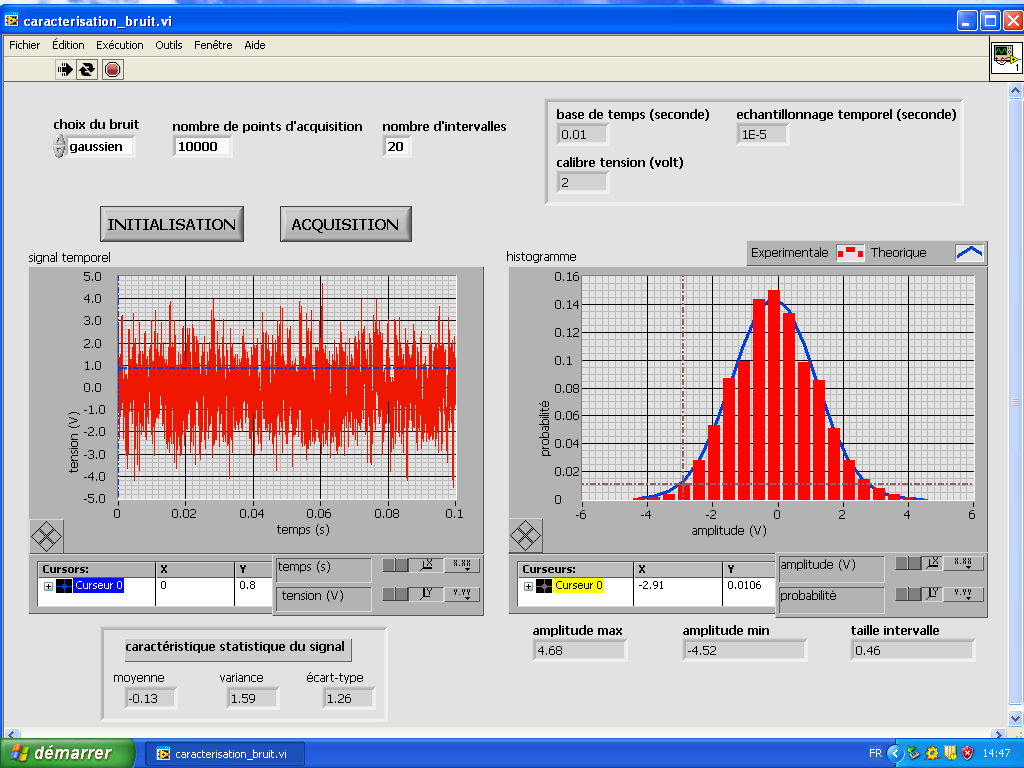 caracterisation_bruit.vi
Fichier Édition Exécution Outils Fenêtre Aide
1
choix du bruit
gaussien
nombre de points d'acquisition
10000
nombre d'intervalles
20
base de temps (seconde)
0.01
echantillonnage temporel (seconde)
1E-5
calibre tension (volt)
2
INITIALISATION
ACQUISITION
signal temporel
5.0
4.0
3.0
2.0
1.0
0.0
-1.0
-2.0
-3.0
-4.0
-5.0
tension (V)
0 0.02 0.04 0.06 0.08 0.1
temps (s)
histogramme
Experimentale
Theorique
0.16
0.14
0.12
0.1
0.08
0.06
0.04
0.02
0
probabilité
-6 -4 -2 0 2 4 6
amplitude (V)
Cursors: X Y
Curseur 0 0 0.8
temps (s) X X.XX
tension (V) Y Y.YY
Curseurs: X Y
Curseur 0 -2.91 0.0106
amplitude (V) X X.XX
probabilité Y Y.YY
amplitude max
4.68
amplitude min
-4.52
taille intervalle
0.46
caractéristique statistique du signal
moyenne
-0.13
variance
1.59
écart-type
1.26
démarrer
caracterisation_bruit.vi
FR
14:47